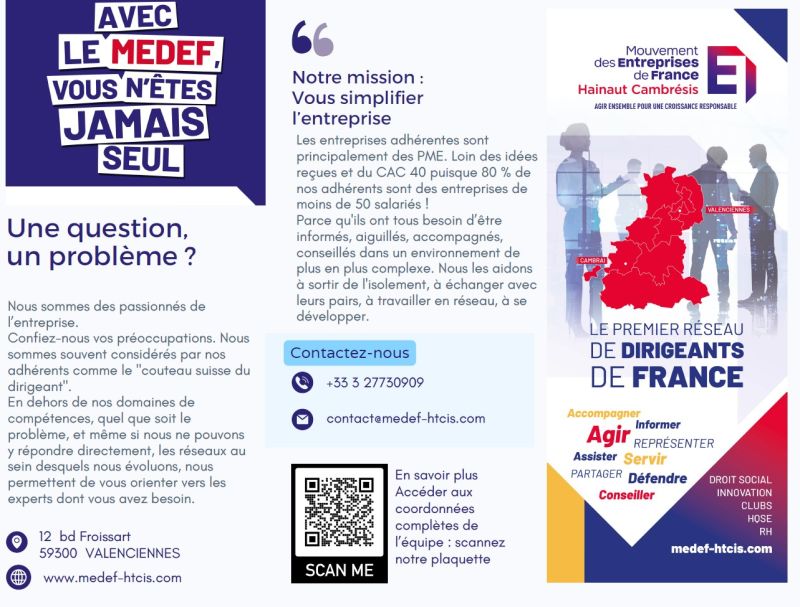 AVEC
LE MEDEF,
VOUS N'ÊTES
JAMAIS
SEUL
Une question,
un problème ?
Nous sommes des passionnés de
l'entreprise.
Confiez-nous vos préoccupations. Nous
sommes souvent considérés par nos
adhérents comme le "couteau suisse du
dirigeant".
En dehors de nos domaines de
compétences, quel que soit le
problème, et même si nous ne pouvons
y répondre directement, les réseaux au
sein desquels nous évoluons, nous
permettent de vous orienter vers les
experts dont vous avez besoin.
12 bd Froissart
59300 VALENCIENNES
www.medef-htcis.com
Notre mission :
Vous simplifier
l'entreprise
Les entreprises adhérentes sont
principalement des PME. Loin des idées
reçues et du CAC 40 puisque 80 % de
nos adhérents sont des entreprises de
moins de 50 salariés !
Parce qu'ils ont tous besoin d'être
informés, aiguillés, accompagnés,
conseillés dans un environnement de
plus en plus complexe. Nous les aidons
à sortir de l'isolement, à échanger avec
leurs pairs, à travailler en réseau, à se
développer.
Contactez-nous
+33 3 27730909
contact@medef-htcis.com
SCAN ME
En savoir plus
Accéder aux
coordonnées
complètes de
l'équipe : scannez
notre plaquette
Mouvement
des Entreprises
de France
Hainaut Cambrésis
AGIR ENSEMBLE POUR UNE CROISSANCE RESPONSABLE
VALENCIENNES
CAMBRAI
LE PREMIER RÉSEAU
DE DIRIGEANTS
DE FRANCE
Accompagner
Informer
Agir REPRÉSENTER
Assister Servir
PARTAGER Défendre
Conseiller
DROIT SOCIAL
INNOVATION
CLUBS
HQSE
RH
medef-htcis.com